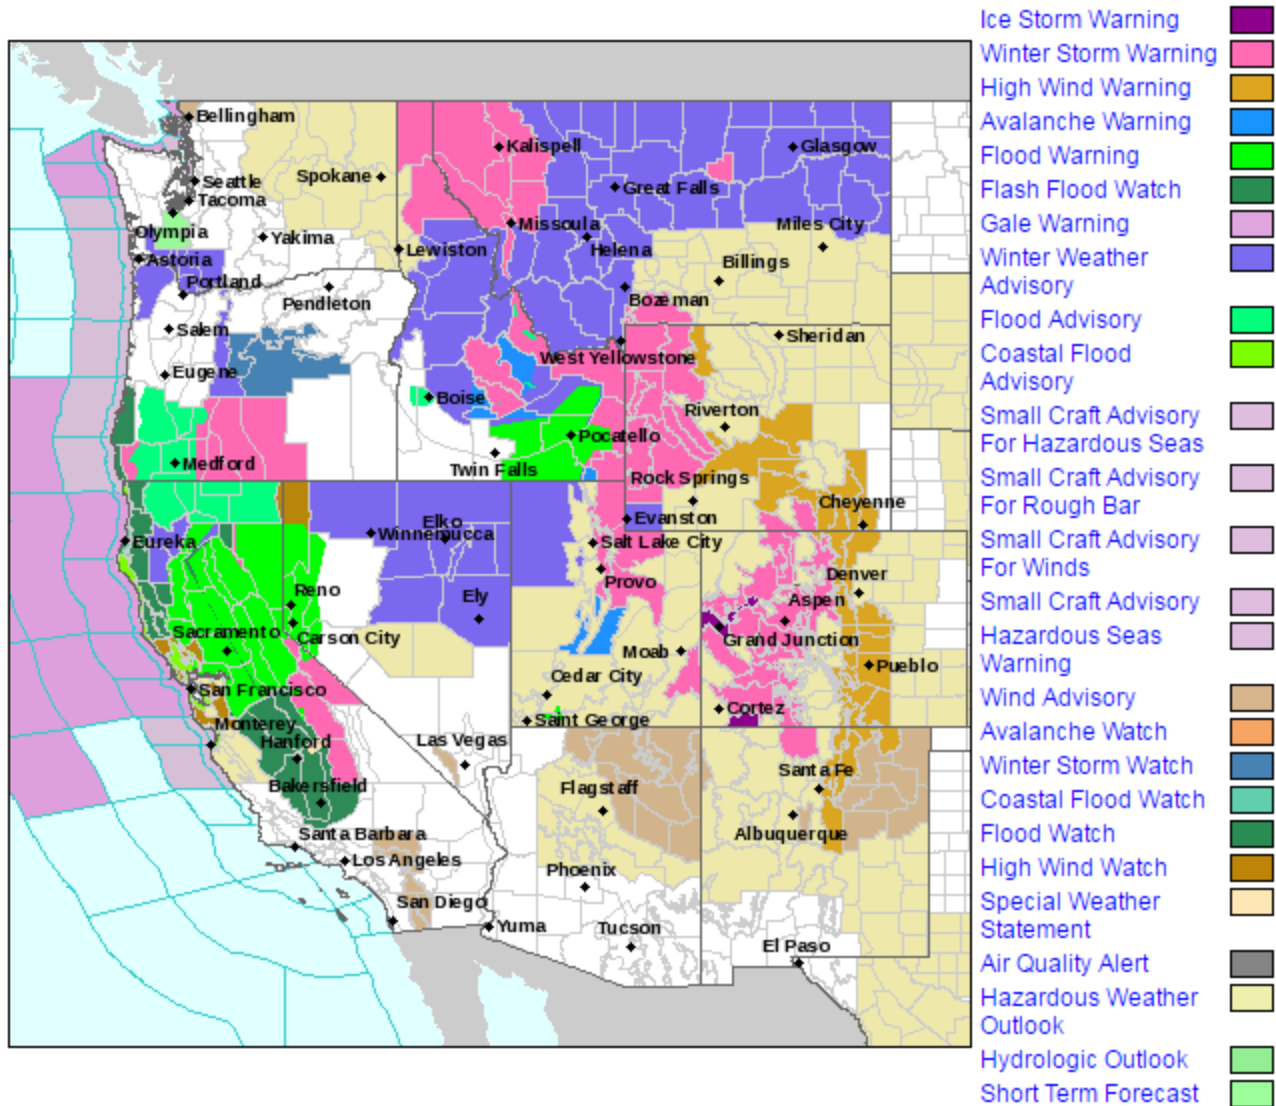 Ice Storm Warning
Winter Storm Warning
High Wind Warning
Avalanche Warning
Flood Warning
Flash Flood Watch
Gale Warning
Winter Weather
Advisory
Flood Advisory
Coastal Flood
Advisory
Small Craft Advisory
For Hazardous Seas
Small Craft Advisory
For Rough Bar
Small Craft Advisory
For Winds
Small Craft Advisory
Hazardous Seas
Warning
Wind Advisory
Avalanche Watch
Winter Storm Watch
Coastal Flood Watch
Flood Watch
High Wind Watch
Special Weather
Statement
Air Quality Alert
Hazardous Weather
Outlook
Hydrologic Outlook
Short Term Forecast
Bellingham
Kalispell
Glasgow
Spokane
Seattle
Great Falls
Tacoma
Missoula
Miles City
Olympia
Yakima
Lewiston
Helena
Astoria
Billings
Portland
Pendleton
Bozeman
Salem
Sheridan
West Yellowstone
Eugene
Boise
Riverton
Pocatello
Medford
Twin Falls
Rock Springs
Cheyenne
Evanston
Elko
Winnemucca
Eureka
Salt Lake City
Denver
Provo
Reno
Ely
Aspen
Sacramento
Carson City
Grand Junction
Moab
Pueblo
Cedar City
San Francisco
Cortez
Saint George
Monterey
Hanford
Las Vegas
Santa Fe
Bakersfield
Flagstaff
Santa Barbara
Albuquerque
Los Angeles
Phoenix
San Diego
Yuma
Tucson
El Paso